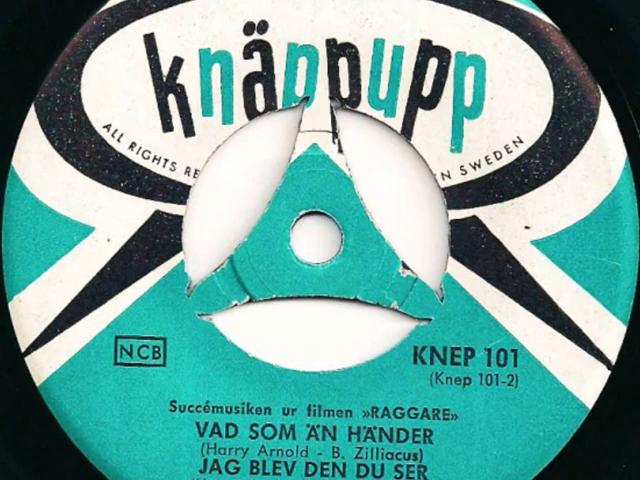 knäppupp
ALL RIGHTS RE
N SWEDEN
NCB
KNEP 101
(Knep 101-2)
Succémusiken ur filmen »RAGGARE»
VAD SOM ÄN HÄNDER
(Harry Arnold - B. Zilliacus)
JAG BLEV DEN DU SER